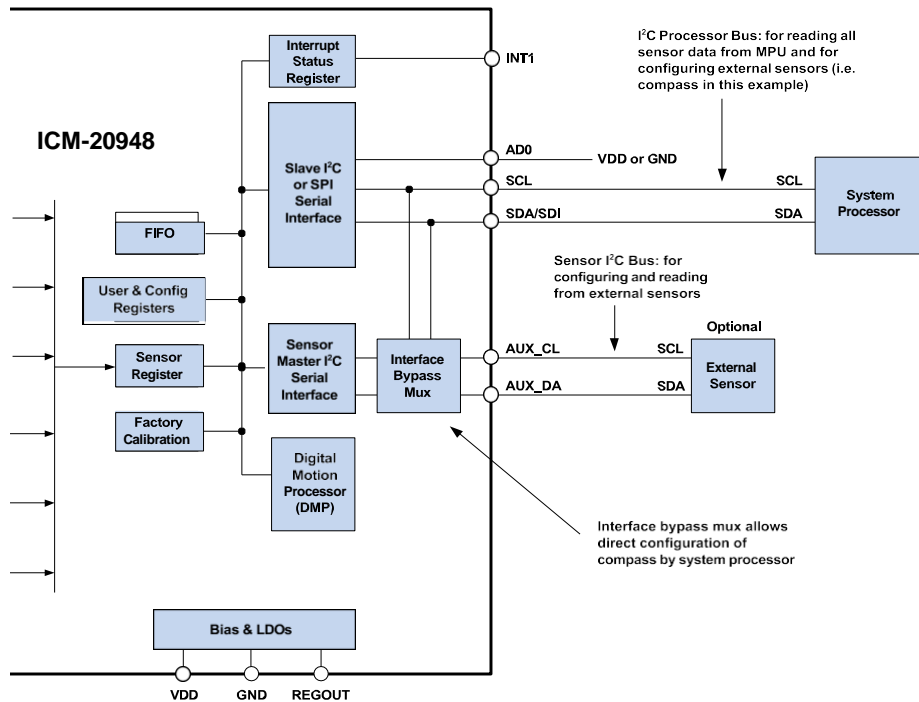 I²C Processor Bus: for reading all
sensor data from MPU and for
configuring external sensors (i.e.
compass in this example)
Interrupt
Status
Register
INT1
ICM-20948
Slave I²C
or SPI
Serial
Interface
AD0
VDD or GND
SCL
SCL
SDA/SDI
SDA
System
Processor
FIFO
User & Config
Registers
Sensor I²C Bus: for
configuring and reading
from external sensors
Sensor
Register
Sensor
Master I²C
Serial
Interface
Interface
Bypass
Mux
AUX_CL
SCL
AUX_DA
SDA
Optional
External
Sensor
Factory
Calibration
Digital
Motion
Processor
(DMP)
Interface bypass mux allows
direct configuration of
compass by system processor
Bias & LDOs
VDD
GND
REGOUT